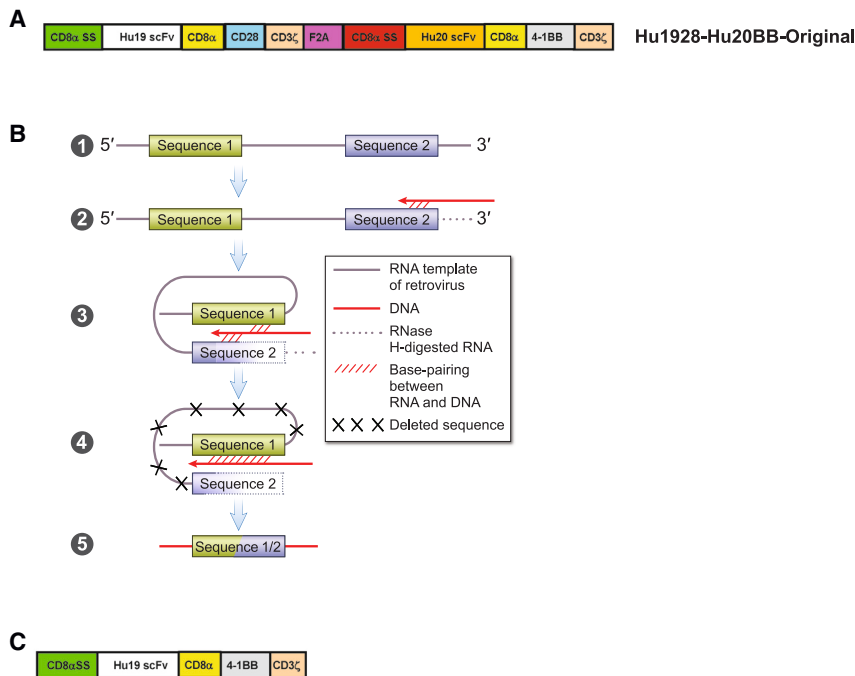 A
CD8α SS Hu19 scFv CD8α CD28 CD3ζ F2A CD8α SS Hu20 scFv CD8α 4-1BB CD3ζ Hu1928-Hu20BB-Original
B
1 5′ Sequence 1 Sequence 2 3′
2 5′ Sequence 1 Sequence 2 3′
3 Sequence 1
Sequence 2
4 Sequence 1
Sequence 2
5 Sequence 1/2
RNA template
of retrovirus
DNA
RNase
H-digested RNA
Base-pairing
between
RNA and DNA
Deleted sequence
C
CD8αSS Hu19 scFv CD8α 4-1BB CD3ζ